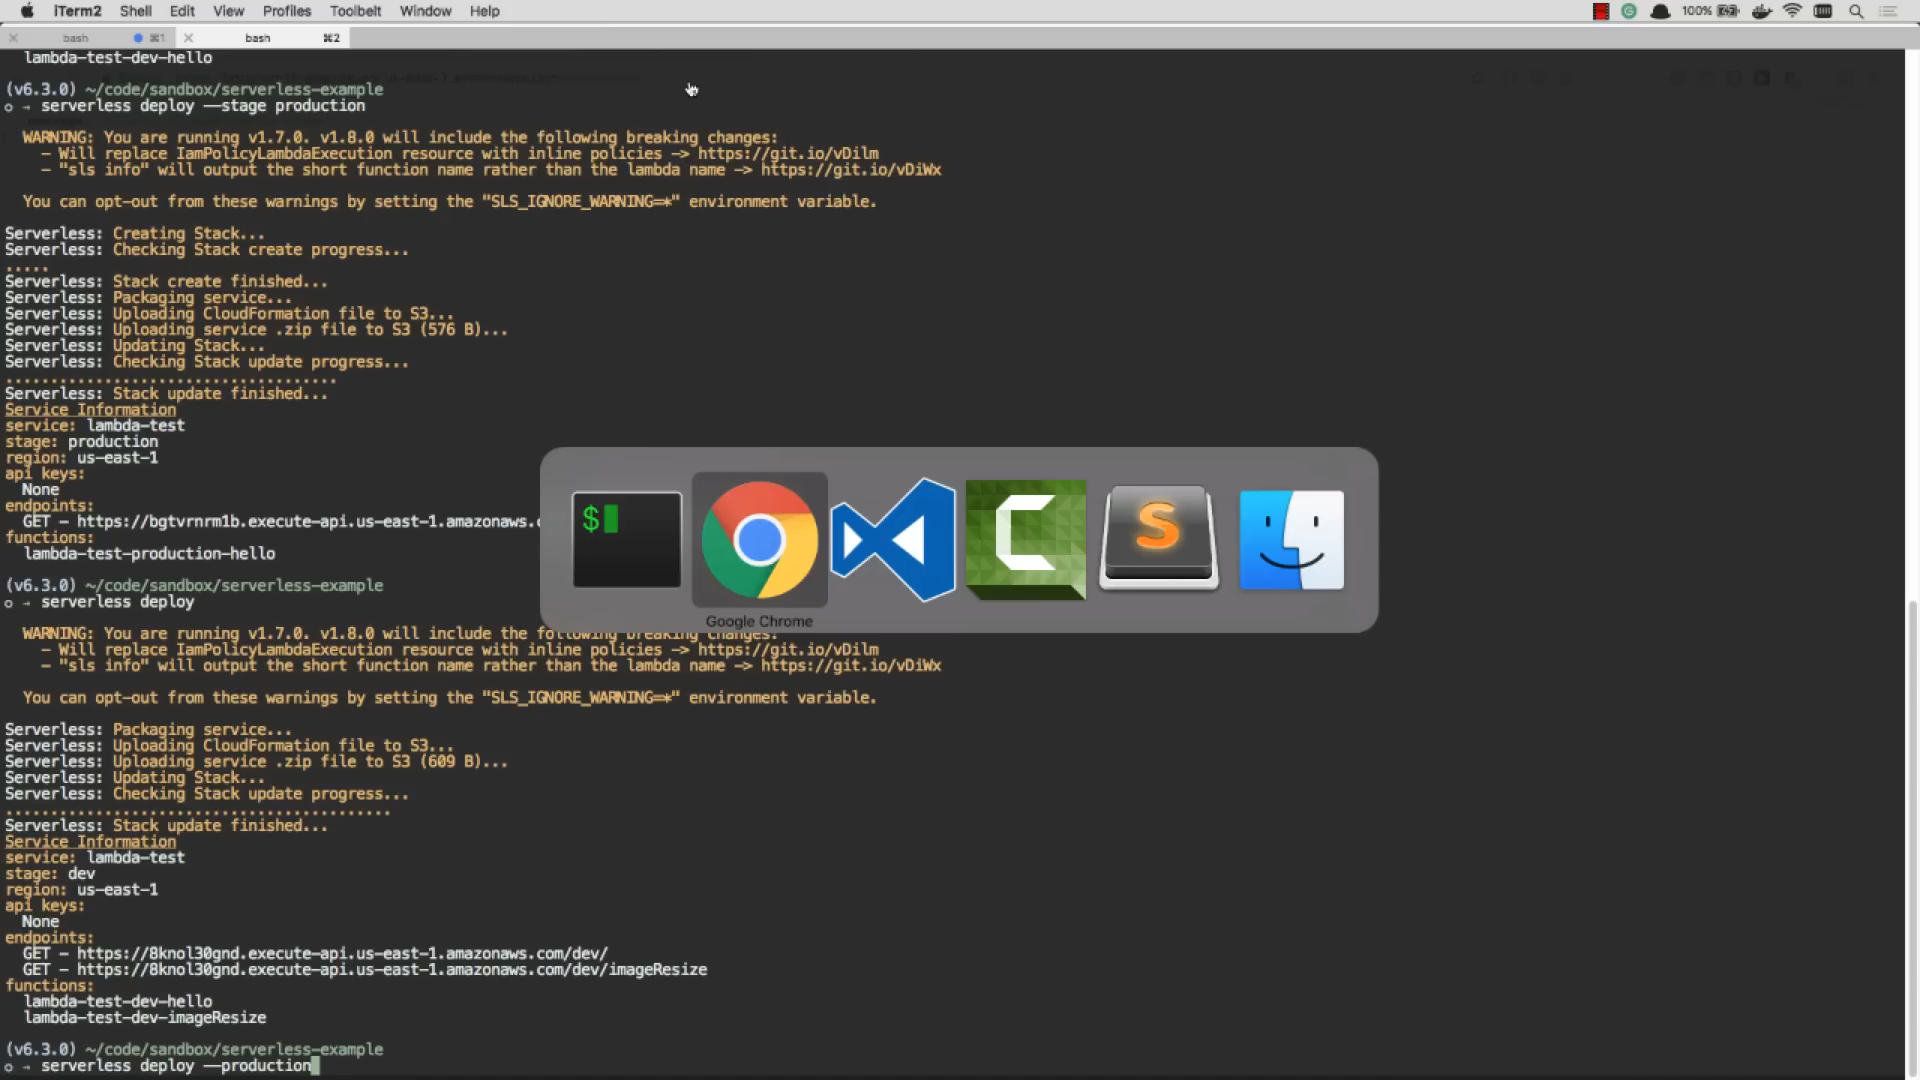 iTerm2 Shell Edit View Profiles Toolbelt Window Help 100%
bash ⌘1 bash ⌘2
lambda-test-dev-hello
(v6.3.0) ~/code/sandbox/serverless-example
○ → serverless deploy --stage production
WARNING: You are running v1.7.0. v1.8.0 will include the following breaking changes:
- Will replace IamPolicyLambdaExecution resource with inline policies -> https://git.io/vDilm
- "sls info" will output the short function name rather than the lambda name -> https://git.io/vDiWx
You can opt-out from these warnings by setting the "SLS_IGNORE_WARNING=*" environment variable.
Serverless: Creating Stack...
Serverless: Checking Stack create progress...
.....
Serverless: Stack create finished...
Serverless: Packaging service...
Serverless: Uploading CloudFormation file to S3...
Serverless: Uploading service .zip file to S3 (576 B)...
Serverless: Updating Stack...
Serverless: Checking Stack update progress...
.....................................
Serverless: Stack update finished...
Service Information
service: lambda-test
stage: production
region: us-east-1
api keys:
None
endpoints:
GET - https://bgtvrnrm1b.execute-api.us-east-1.amazonaws.
functions:
lambda-test-production-hello
(v6.3.0) ~/code/sandbox/serverless-example
○ → serverless deploy
WARNING: You are running v1.7.0. v1.8.0 will include the following breaking changes:
- Will replace IamPolicyLambdaExecution resource with inline policies -> https://git.io/vDilm
- "sls info" will output the short function name rather than the lambda name -> https://git.io/vDiWx
You can opt-out from these warnings by setting the "SLS_IGNORE_WARNING=*" environment variable.
Serverless: Packaging service...
Serverless: Uploading CloudFormation file to S3...
Serverless: Uploading service .zip file to S3 (609 B)...
Serverless: Updating Stack...
Serverless: Checking Stack update progress...
...........................................
Serverless: Stack update finished...
Service Information
service: lambda-test
stage: dev
region: us-east-1
api keys:
None
endpoints:
GET - https://8knol30gnd.execute-api.us-east-1.amazonaws.com/dev/
GET - https://8knol30gnd.execute-api.us-east-1.amazonaws.com/dev/imageResize
functions:
lambda-test-dev-hello
lambda-test-dev-imageResize
(v6.3.0) ~/code/sandbox/serverless-example
○ → serverless deploy --production
$
S
Google Chrome